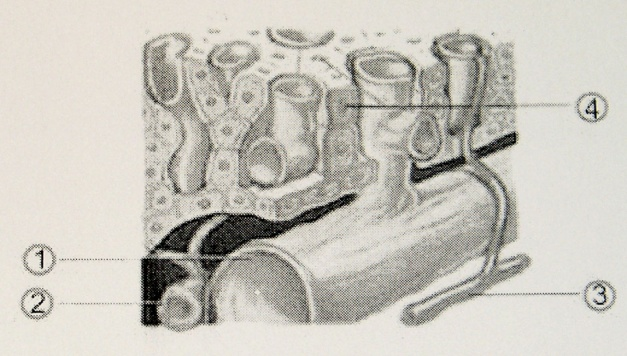 ④
①
②
③